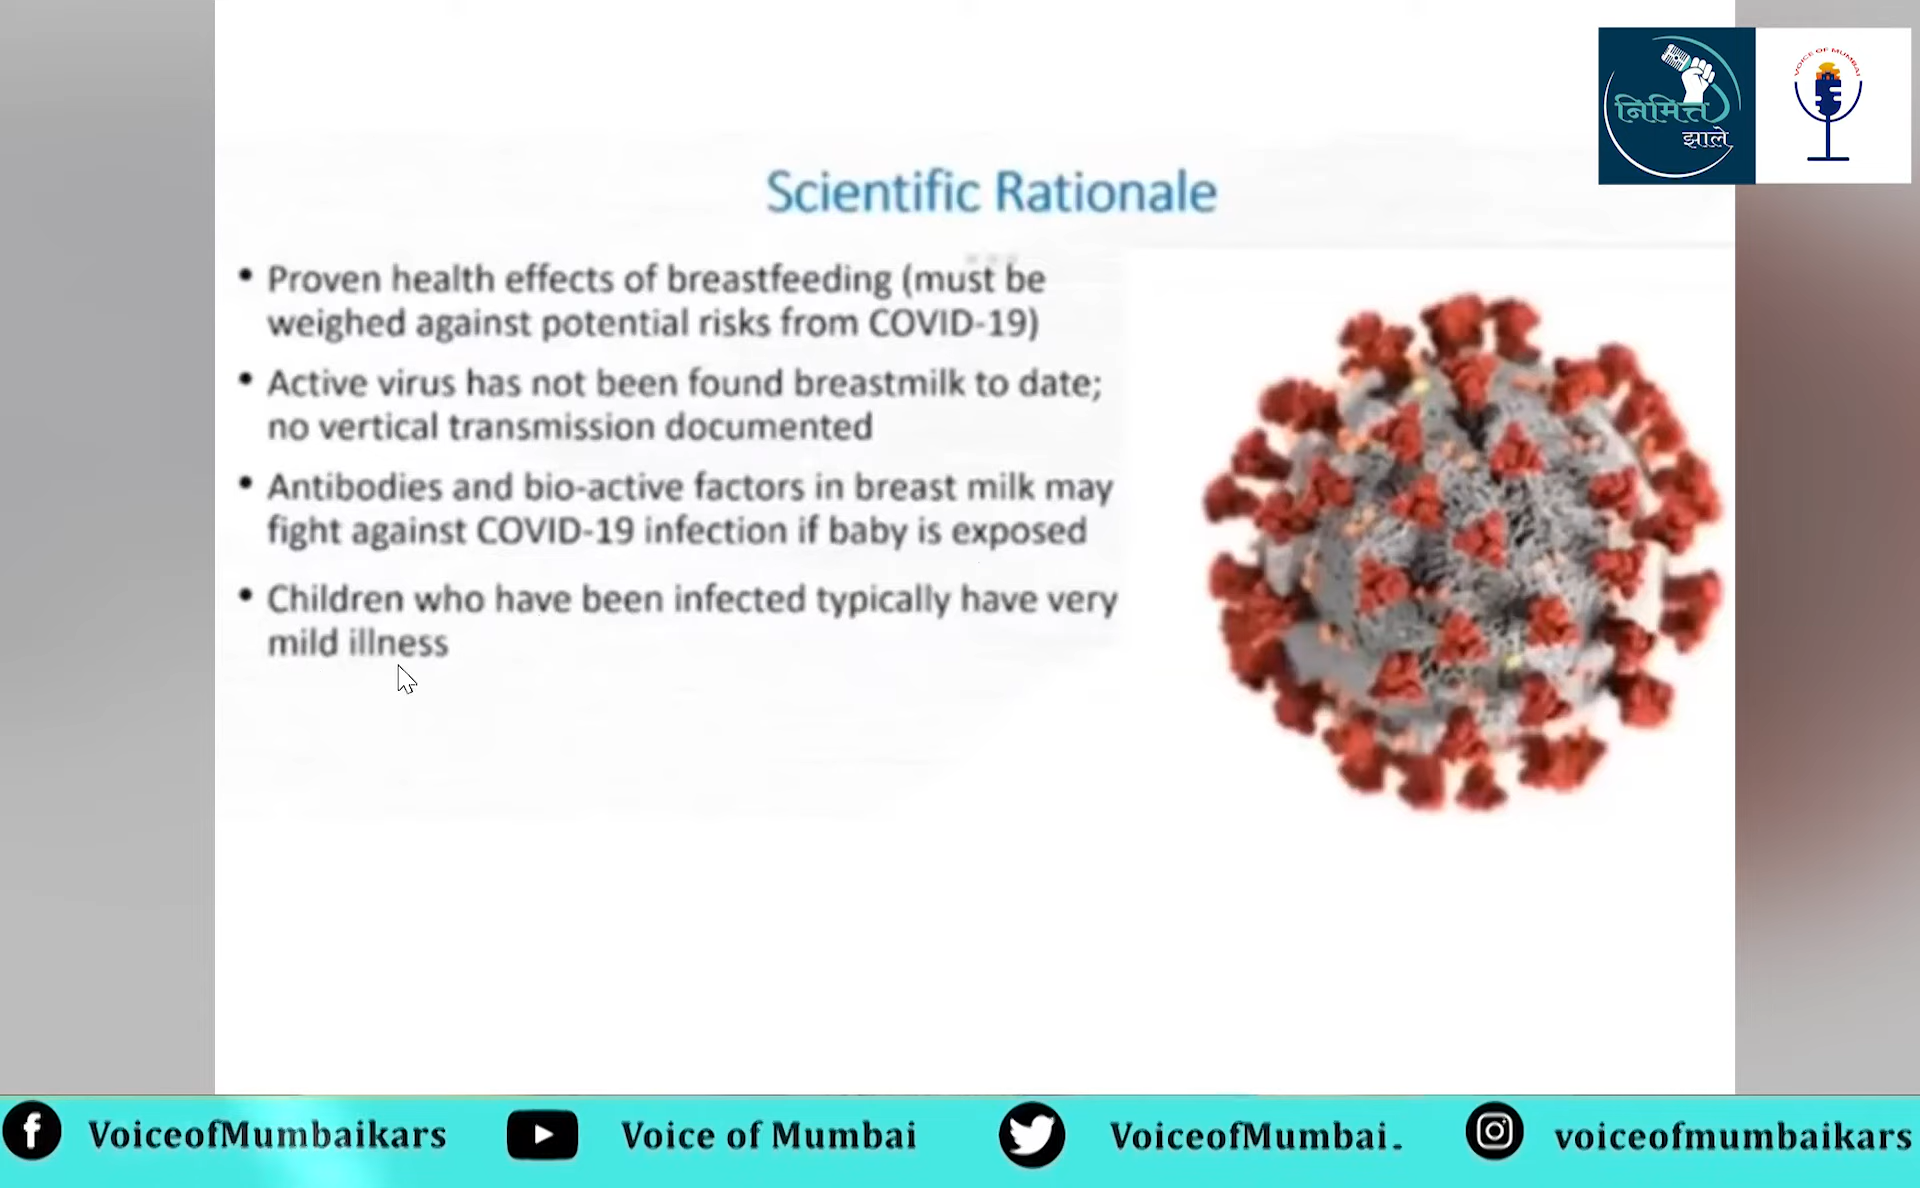 निमित्त
झाले
VOICE OF MUMBAI
Scientific Rationale
• Proven health effects of breastfeeding (must be
weighed against potential risks from COVID-19)
• Active virus has not been found breastmilk to date;
no vertical transmission documented
• Antibodies and bio-active factors in breast milk may
fight against COVID-19 infection if baby is exposed
• Children who have been infected typically have very
mild illness
VoiceofMumbaikars
Voice of Mumbai
VoiceofMumbai.
voiceofmumbaikars